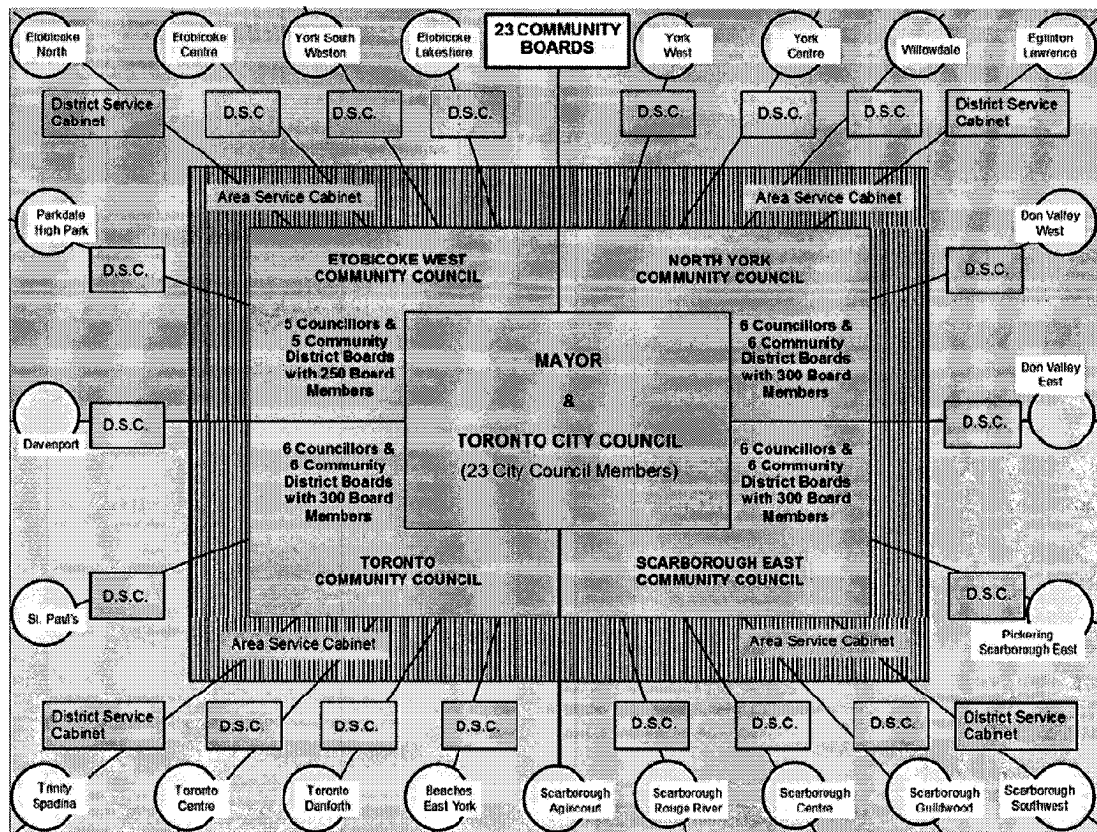 Etobicoke
North
Etobicoke
Centre
York South
Weston
Etobicoke
Lakeshore
23 COMMUNITY
BOARDS
York
West
York
Centre
Willowdale
Eglinton
Lawrence
District Service
Cabinet
D.S.C
D.S.C.
D.S.C.
D.S.C.
D.S.C.
D.S.C.
District Service
Cabinet
Area Service Cabinet
Area Service Cabinet
Parkdale
High Park
Don Valley
West
D.S.C.
D.S.C.
ETOBICOKE WEST
COMMUNITY COUNCIL
NORTH YORK
COMMUNITY COUNCIL
5 Councillors &
5 Community
District Boards
with 250 Board
Members
MAYOR
&
TORONTO CITY COUNCIL
(23 City Council Members)
6 Councillors &
6 Community
District Boards
with 300 Board
Members
Don Valley
East
Davenport
D.S.C.
D.S.C.
6 Councillors &
6 Community
District Boards
with 300 Board
Members
6 Councillors &
6 Community
District Boards
with 300 Board
Members
TORONTO
COMMUNITY COUNCIL
SCARBOROUGH EAST
COMMUNITY COUNCIL
St. Paul's
D.S.C.
D.S.C.
Pickering
Scarborough East
Area Service Cabinet
Area Service Cabinet
District Service
Cabinet
D.S.C.
D.S.C.
D.S.C.
D.S.C.
D.S.C.
D.S.C.
District Service
Cabinet
Trinity
Spadina
Toronto
Centre
Toronto
Danforth
Beaches
East York
Scarborough
Agincourt
Scarborough
Rouge River
Scarborough
Centre
Scarborough
Guildwood
Scarborough
Southwest